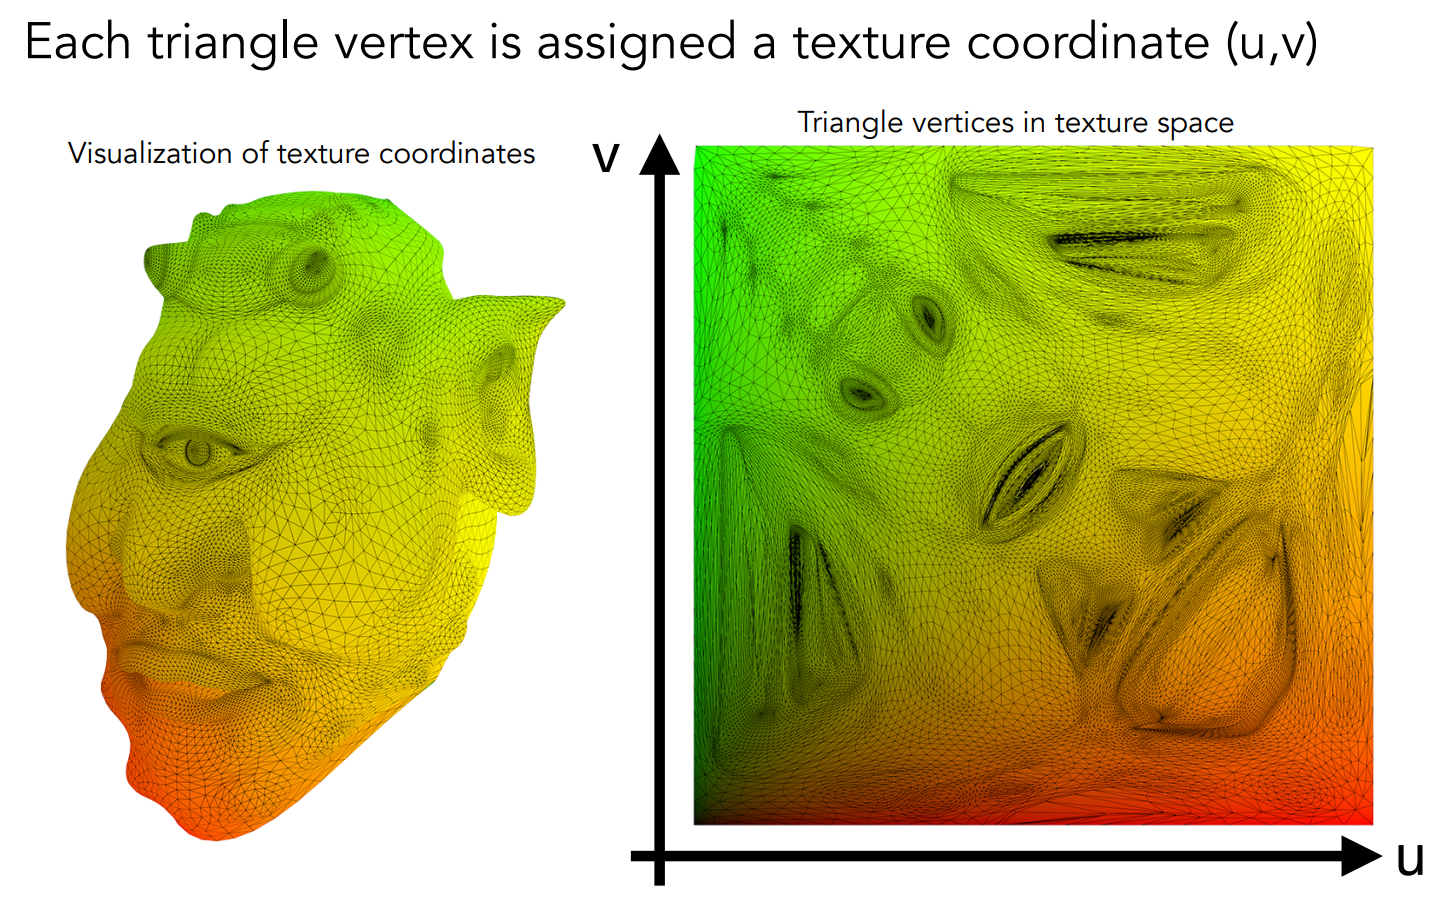 Each triangle vertex is assigned a texture coordinate (u,v)
Visualization of texture coordinates
Triangle vertices in texture space
v
u